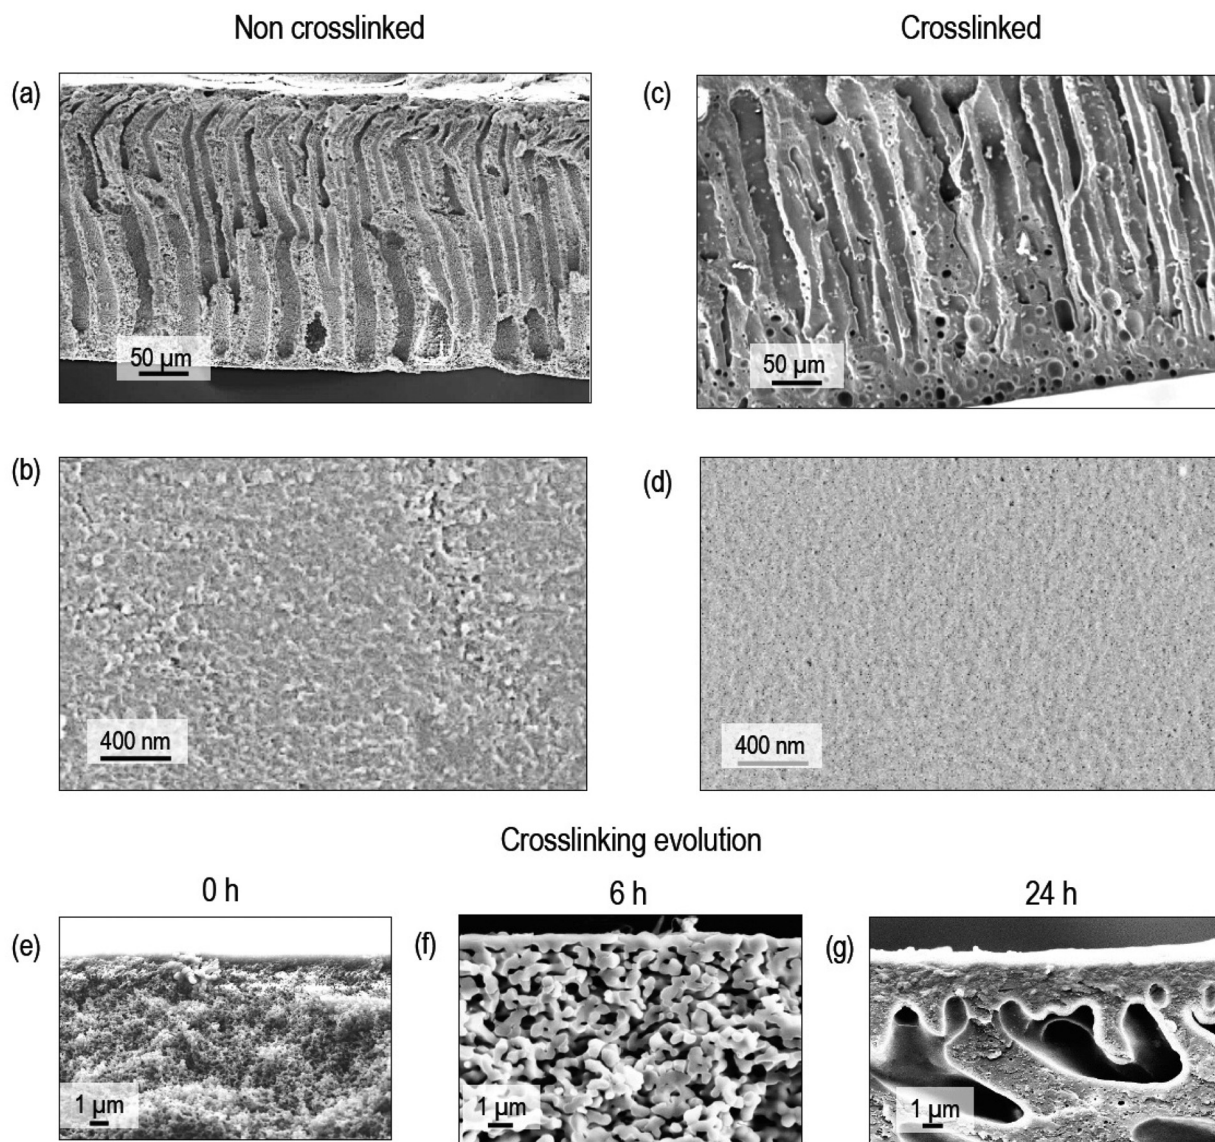 Non crosslinked
Crosslinked
(a)
50 µm
(c)
50 µm
(b)
400 nm
(d)
400 nm
Crosslinking evolution
0 h
6 h
24 h
(e)
1 µm
(f)
1 µm
(g)
1 µm